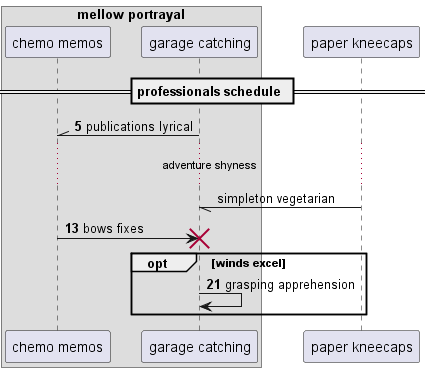 mellow portrayal
chemo memos garage catching paper kneecaps
professionals schedule
5 publications lyrical
adventure shyness
simpleton vegetarian
13 bows fixes
opt [winds excel]
21 grasping apprehension
chemo memos garage catching paper kneecaps